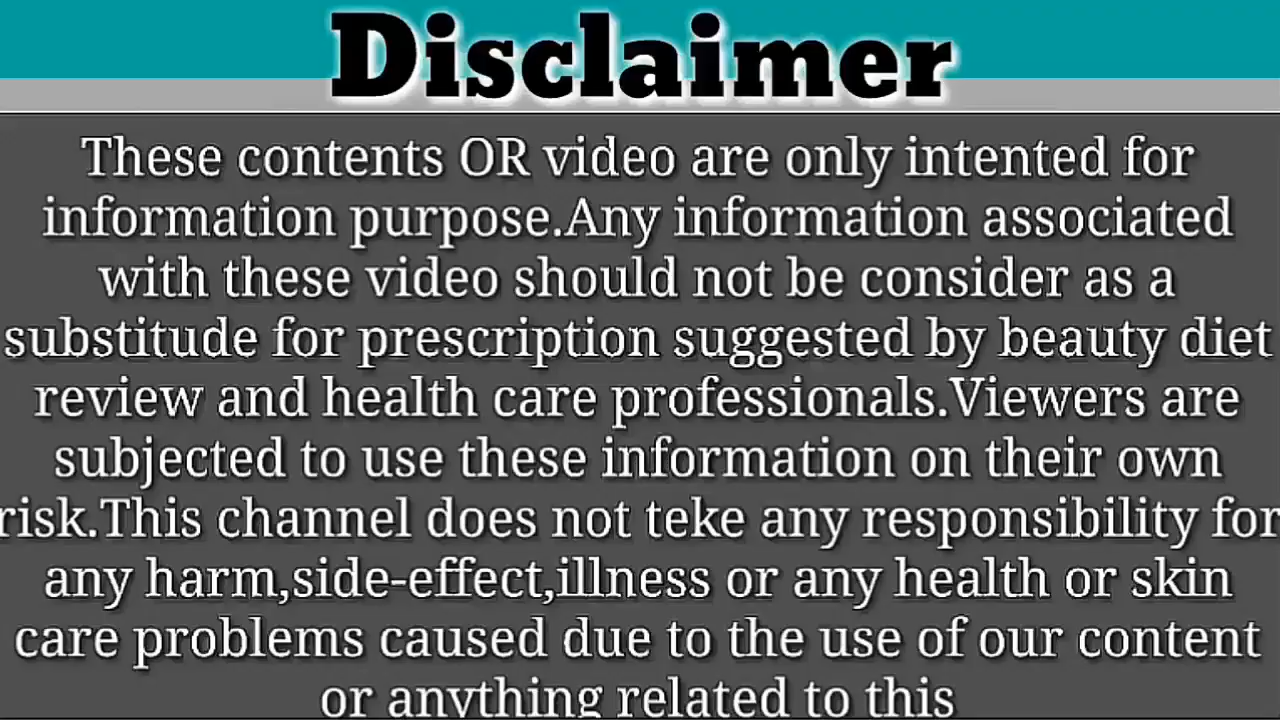 Disclaimer
These contents OR video are only intented for
information purpose.Any information associated
with these video should not be consider as a
substitude for prescription suggested by beauty diet
review and health care professionals.Viewers are
subjected to use these information on their own
risk.This channel does not teke any responsibility for
any harm,side-effect,illness or any health or skin
care problems caused due to the use of our content
or anything related to this